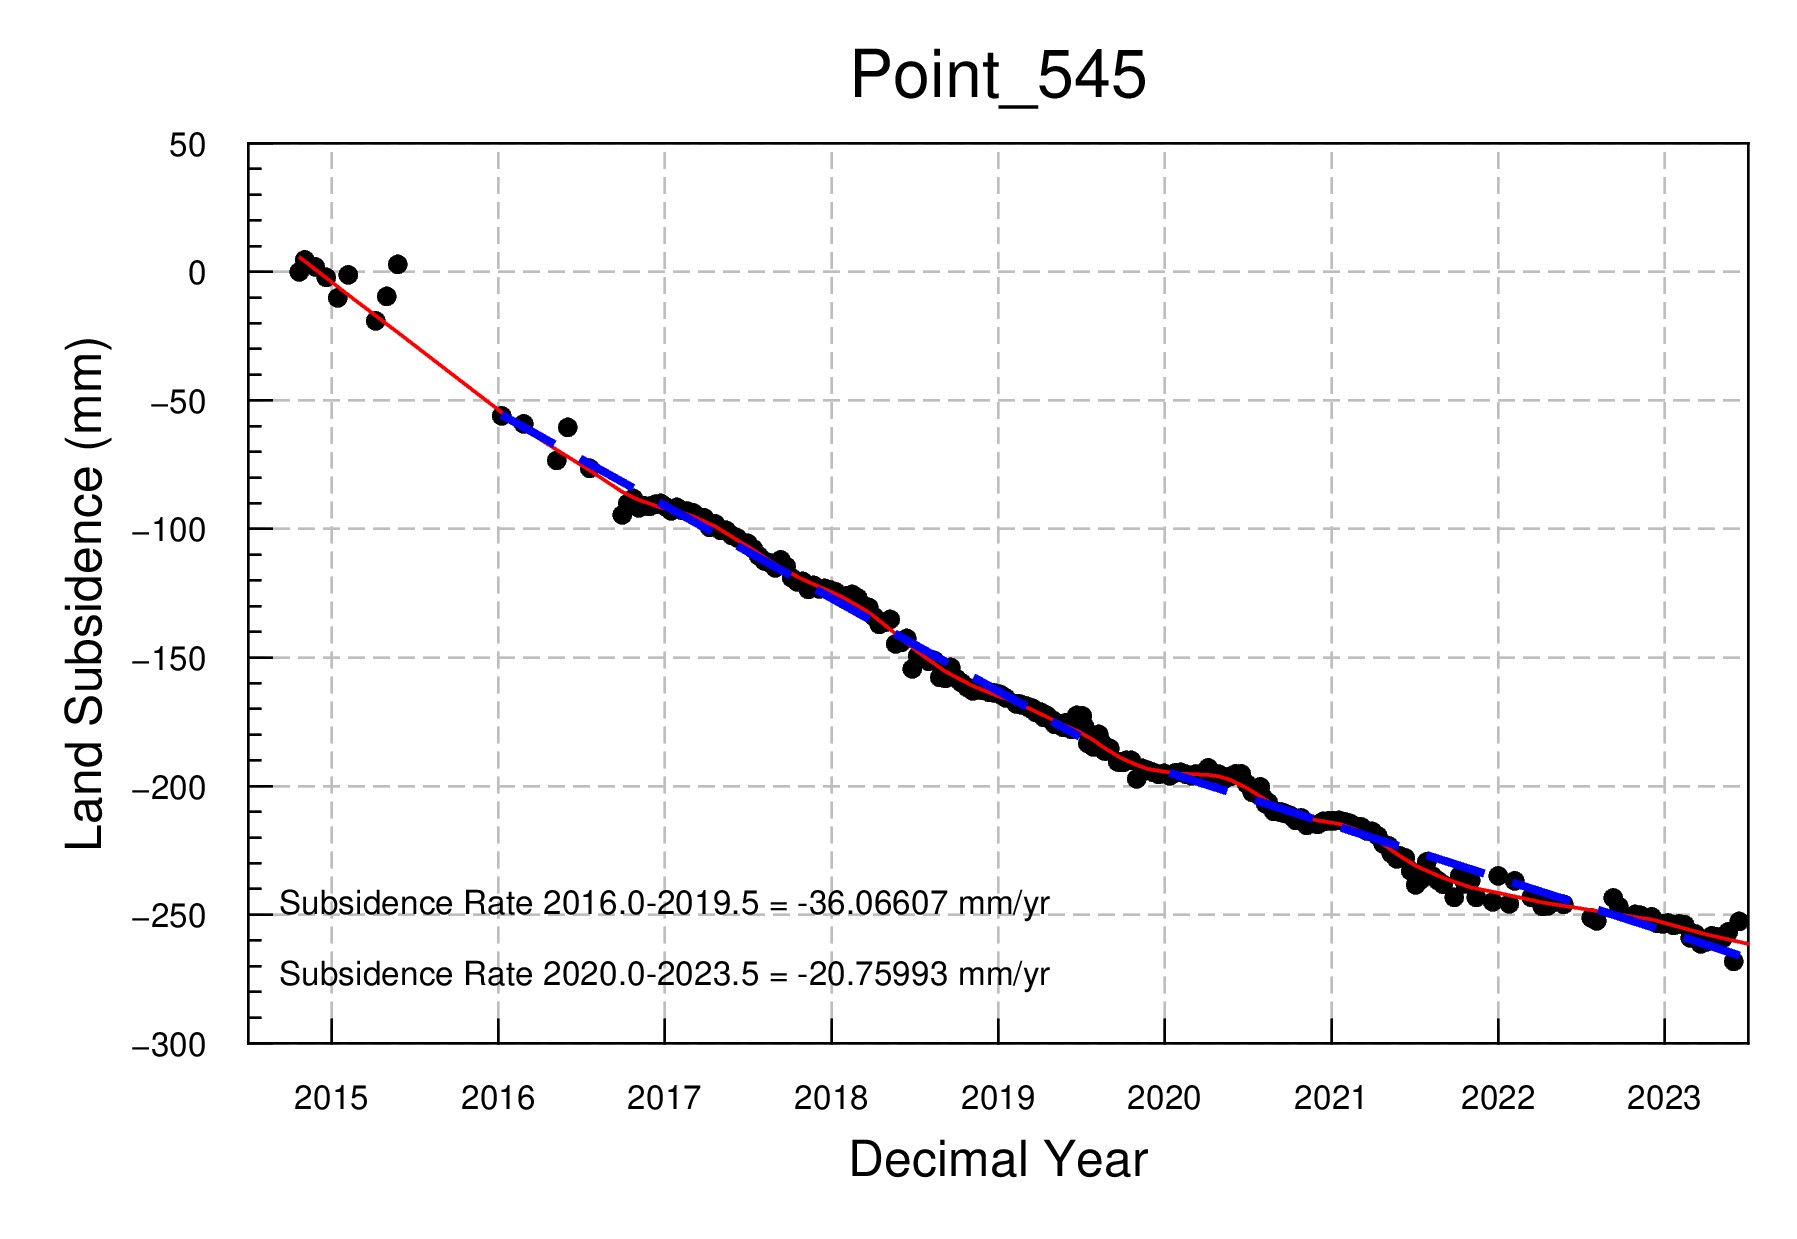 Point_545
50
0
−50
−100
−150
−200
−250
−300
Land Subsidence (mm)
Subsidence Rate 2016.0-2019.5 = -36.06607 mm/yr
Subsidence Rate 2020.0-2023.5 = -20.75993 mm/yr
2015 2016 2017 2018 2019 2020 2021 2022 2023
Decimal Year